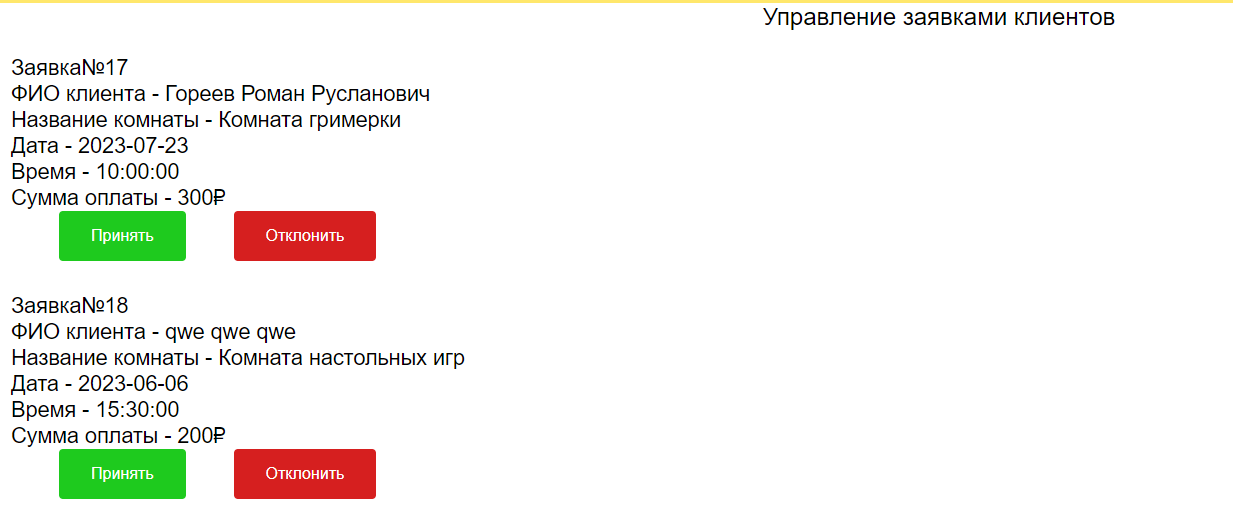 Управление заявками клиентов
Заявка№17
ФИО клиента - Гореев Роман Русланович
Название комнаты - Комната гримерки
Дата - 2023-07-23
Время - 10:00:00
Сумма оплаты - 300₽
Принять Отклонить
Заявка№18
ФИО клиента - qwe qwe qwe
Название комнаты - Комната настольных игр
Дата - 2023-06-06
Время - 15:30:00
Сумма оплаты - 200₽
Принять Отклонить